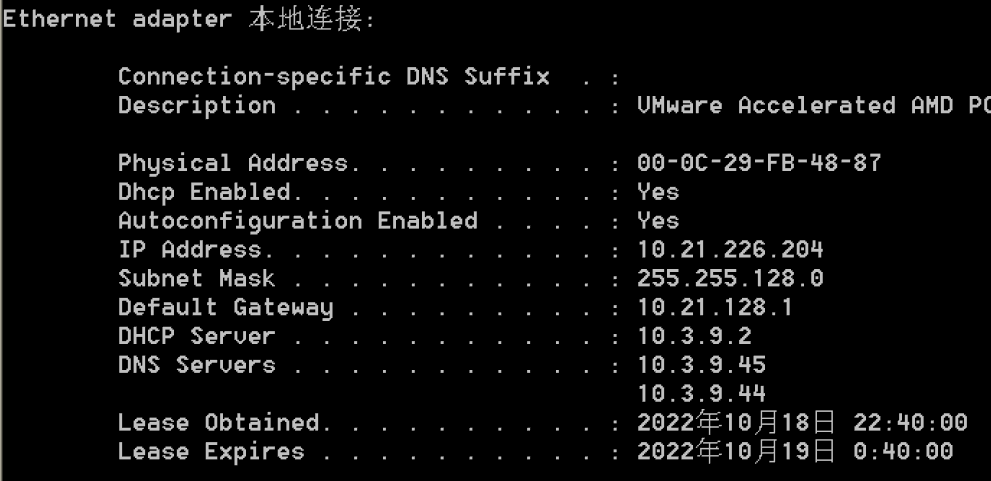 Ethernet adapter 本地连接:
Connection-specific DNS Suffix  . :
Description . . . . . . . . . . . : VMware Accelerated AMD PC
Physical Address. . . . . . . . . : 00-0C-29-FB-48-87
Dhcp Enabled. . . . . . . . . . . : Yes
Autoconfiguration Enabled . . . . : Yes
IP Address. . . . . . . . . . . . : 10.21.226.204
Subnet Mask . . . . . . . . . . . : 255.255.128.0
Default Gateway . . . . . . . . . : 10.21.128.1
DHCP Server . . . . . . . . . . . : 10.3.9.2
DNS Servers . . . . . . . . . . . : 10.3.9.45
10.3.9.44
Lease Obtained. . . . . . . . . . : 2022年10月18日 22:40:00
Lease Expires . . . . . . . . . . : 2022年10月19日 0:40:00